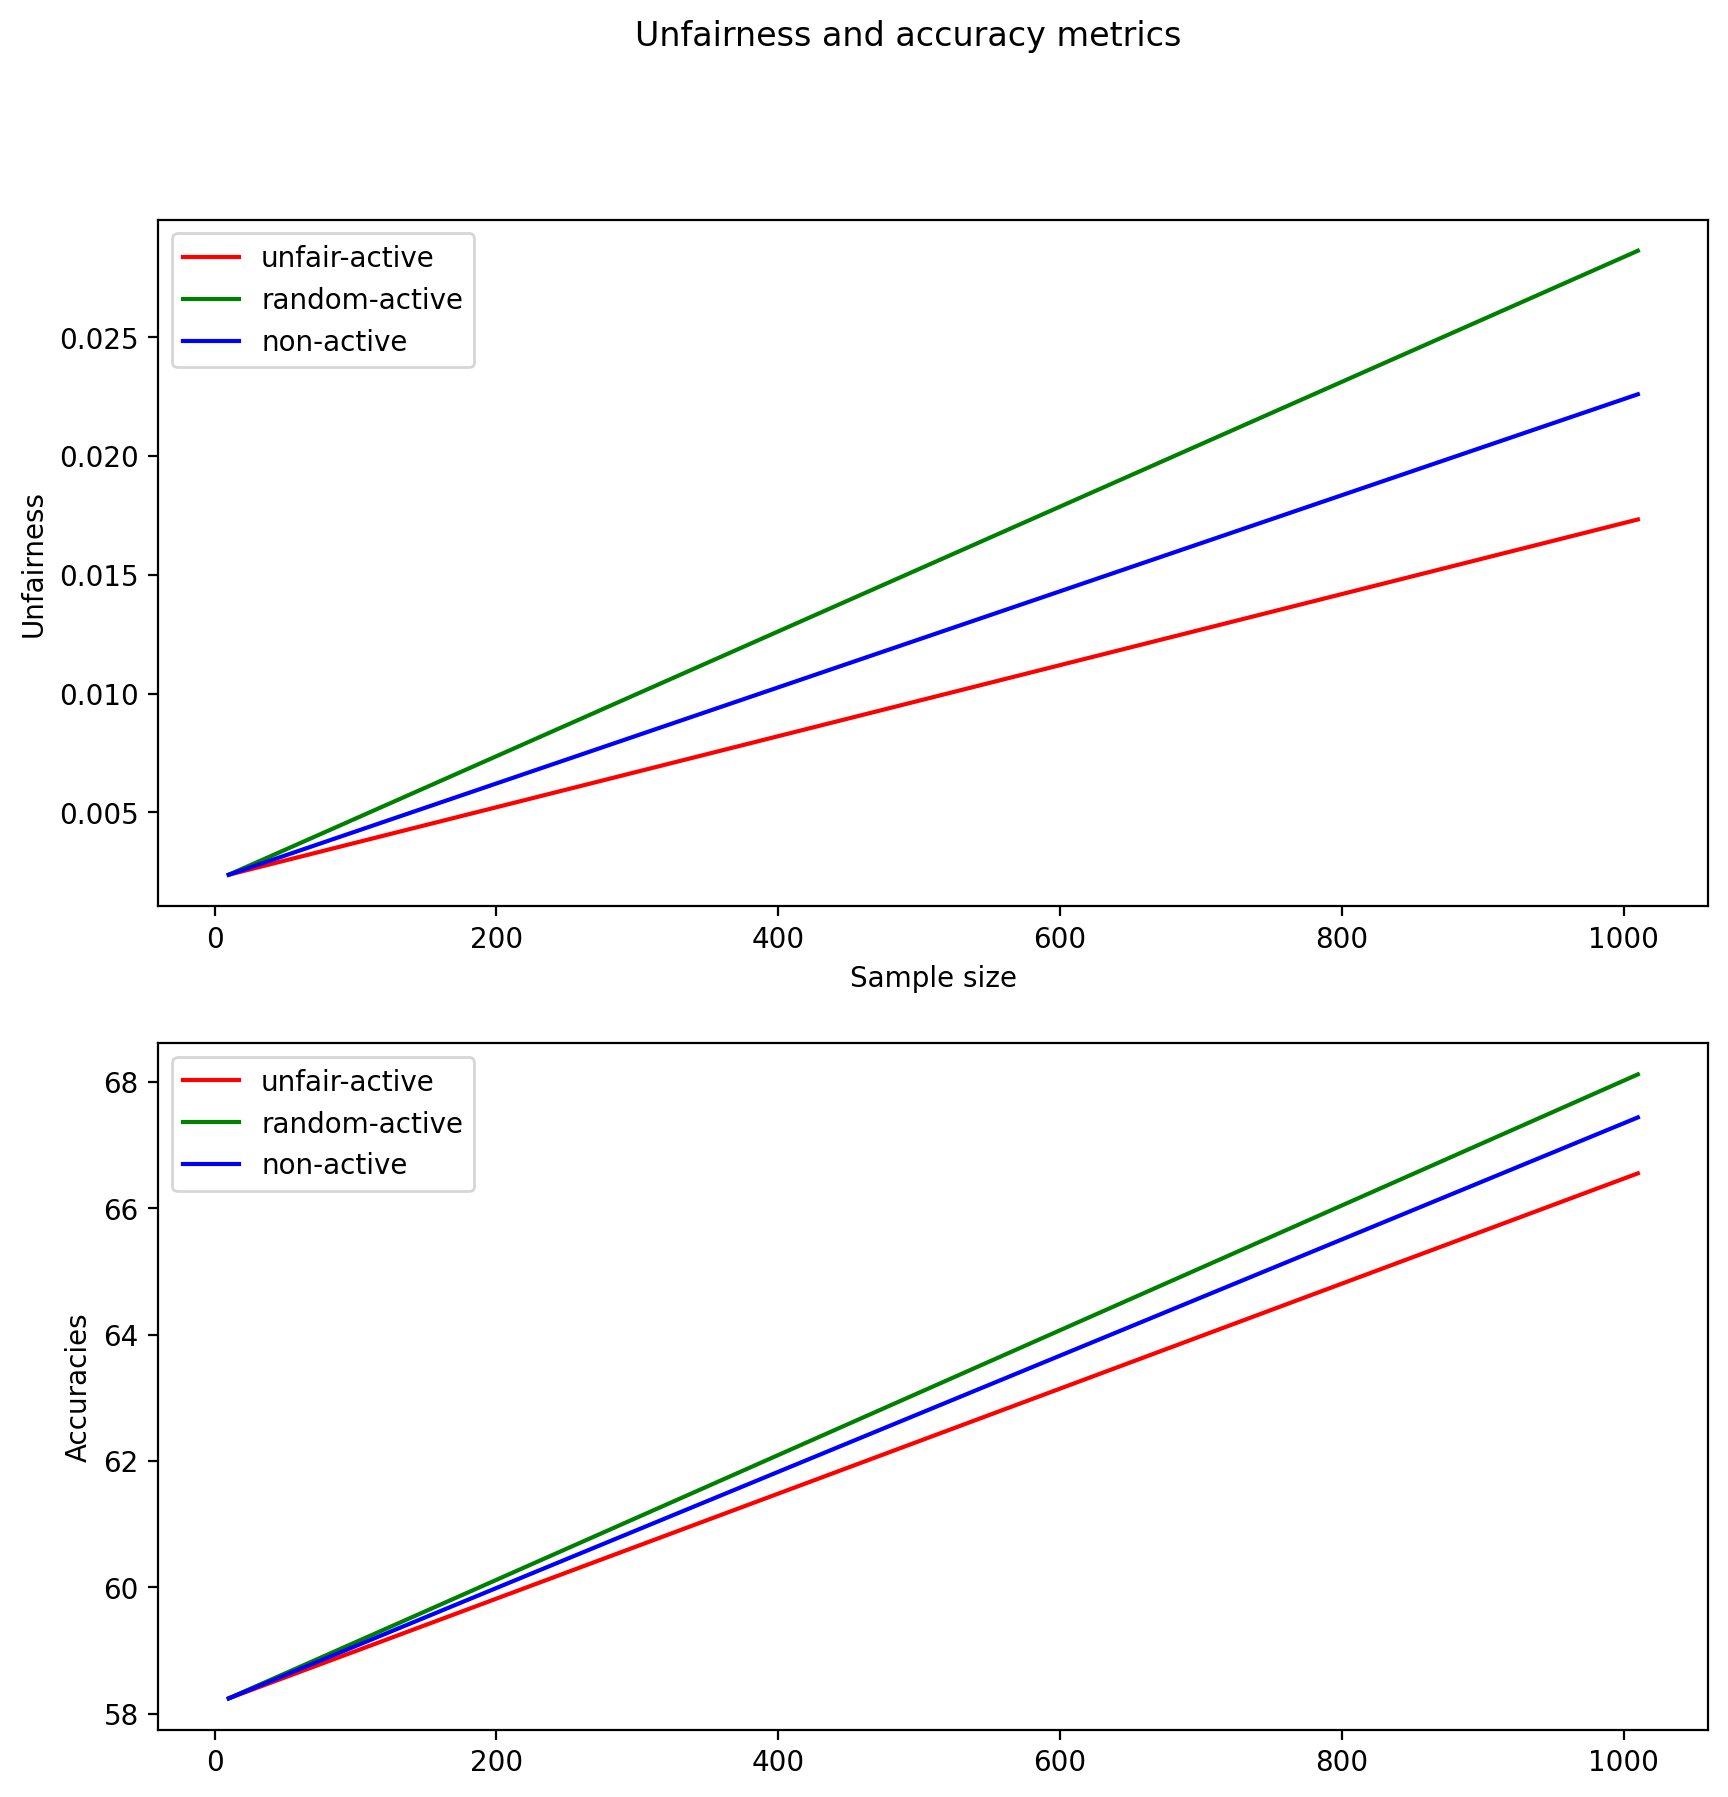 Unfairness and accuracy metrics
unfair-active
random-active
non-active
0.025
0.020
0.015
0.010
0.005
Unfairness
0 200 400 600 800 1000
Sample size
unfair-active
random-active
non-active
68
66
64
62
60
58
Accuracies
0 200 400 600 800 1000